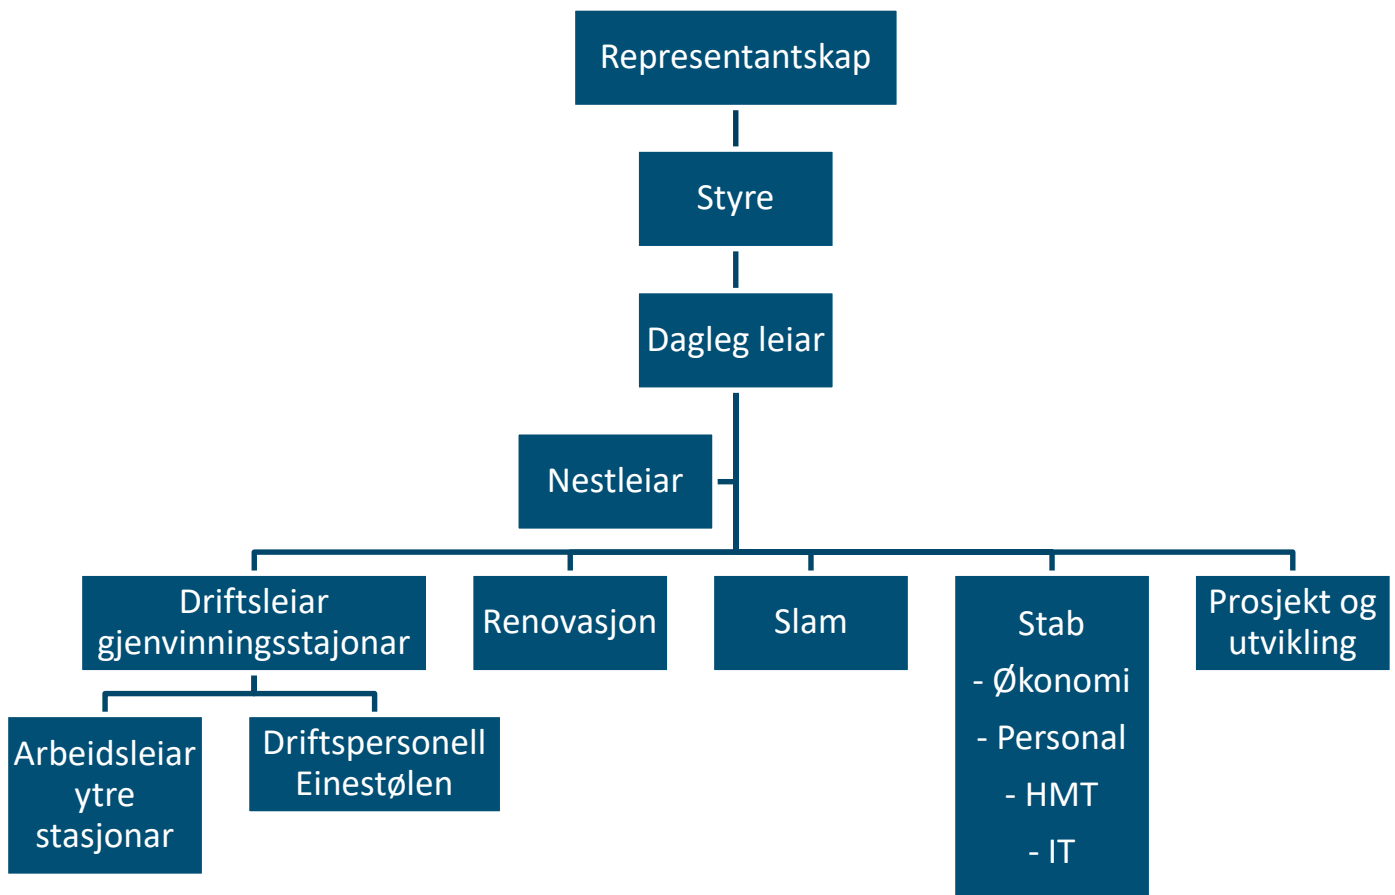 Representantskap
Styre
Dagleg leiar
Nestleiar
Driftsleiar
gjenvinningsstajonar
Renovasjon
Slam
Stab
- Økonomi
- Personal
- HMT
- IT
Prosjekt og
utvikling
Arbeidsleiar
ytre
stasjonar
Driftspersonell
Einestølen